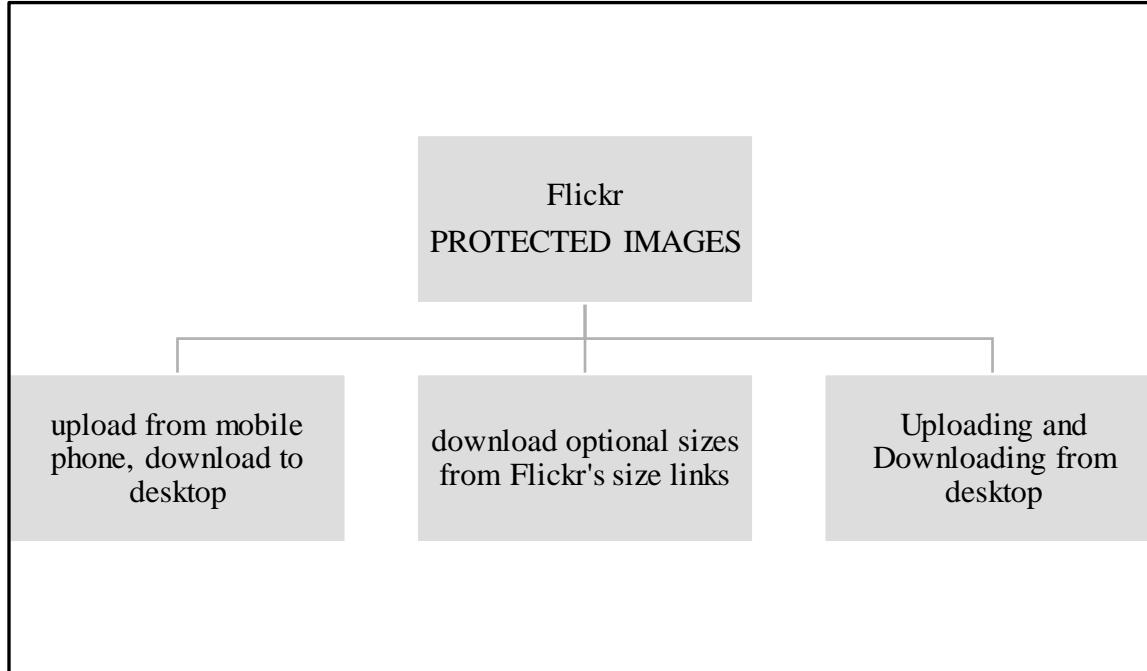 Flickr
PROTECTED IMAGES
upload from mobile
phone, download to
desktop
download optional sizes
from Flickr's size links
Uploading and
Downloading from
desktop